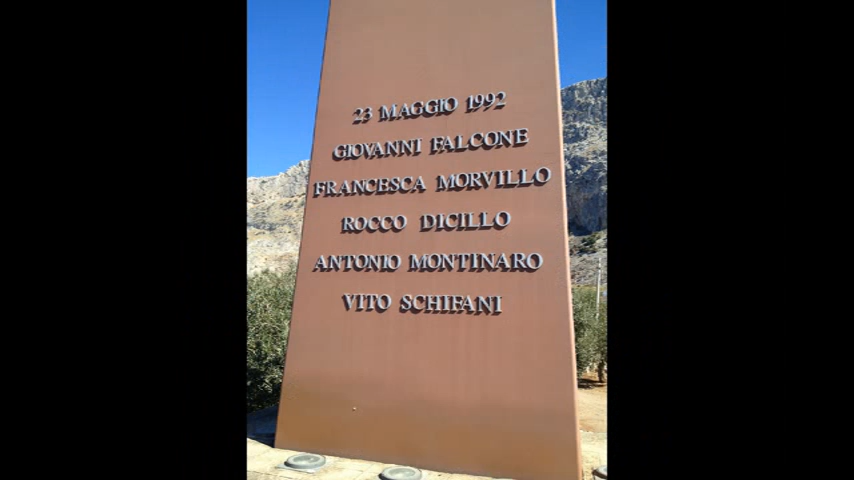 23 MAGGIO 1992
GIOVANNI FALCONE
FRANCESCA MORVILLO
ROCCO DICILLO
ANTONIO MONTINARO
VITO SCHIFANI